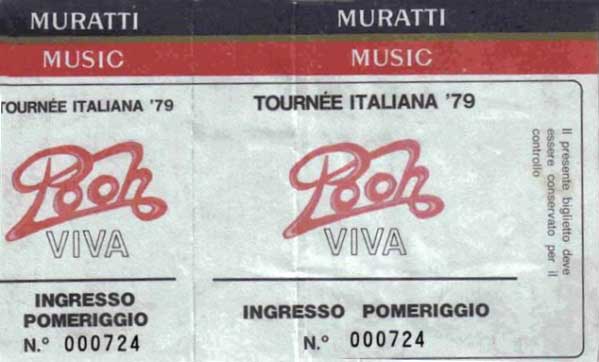 MURATTI
MUSIC
TOURNÉE ITALIANA '79
Pooh
VIVA
INGRESSO
POMERIGGIO
N.º 000724
MURATTI
MUSIC
TOURNÉE ITALIANA '79
Pooh
VIVA
INGRESSO POMERIGGIO
N.º 000724
Il presente biglietto deve
essere conservato per il
controllo